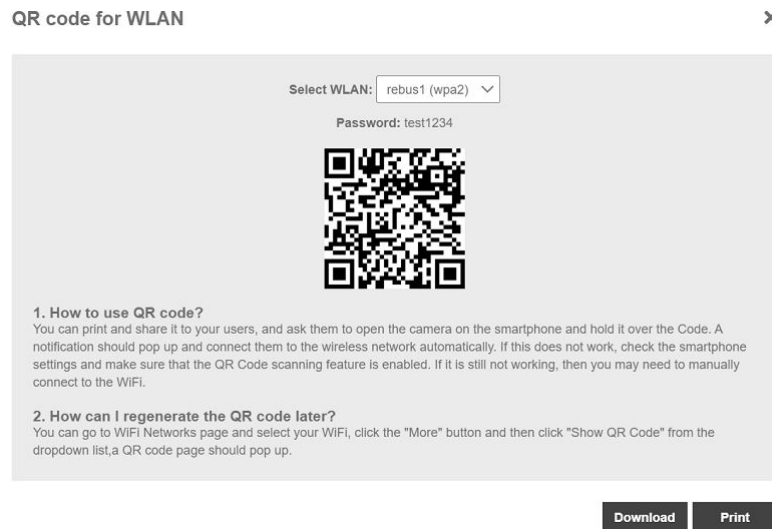 QR code for WLAN
Select WLAN: rebus1 (wpa2)
Password: test1234
1. How to use QR code?
You can print and share it to your users, and ask them to open the camera on the smartphone and hold it over the Code. A
notification should pop up and connect them to the wireless network automatically. If this does not work, check the smartphone
settings and make sure that the QR Code scanning feature is enabled. If it is still not working, then you may need to manually
connect to the WiFi.
2. How can I regenerate the QR code later?
You can go to WiFi Networks page and select your WiFi, click the "More" button and then click "Show QR Code" from the
dropdown list,a QR code page should pop up.
Download Print